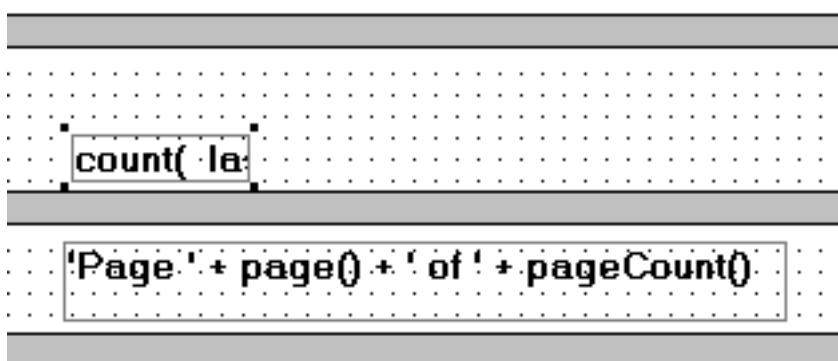 count( la
'Page ' + page() + ' of ' + pageCount()